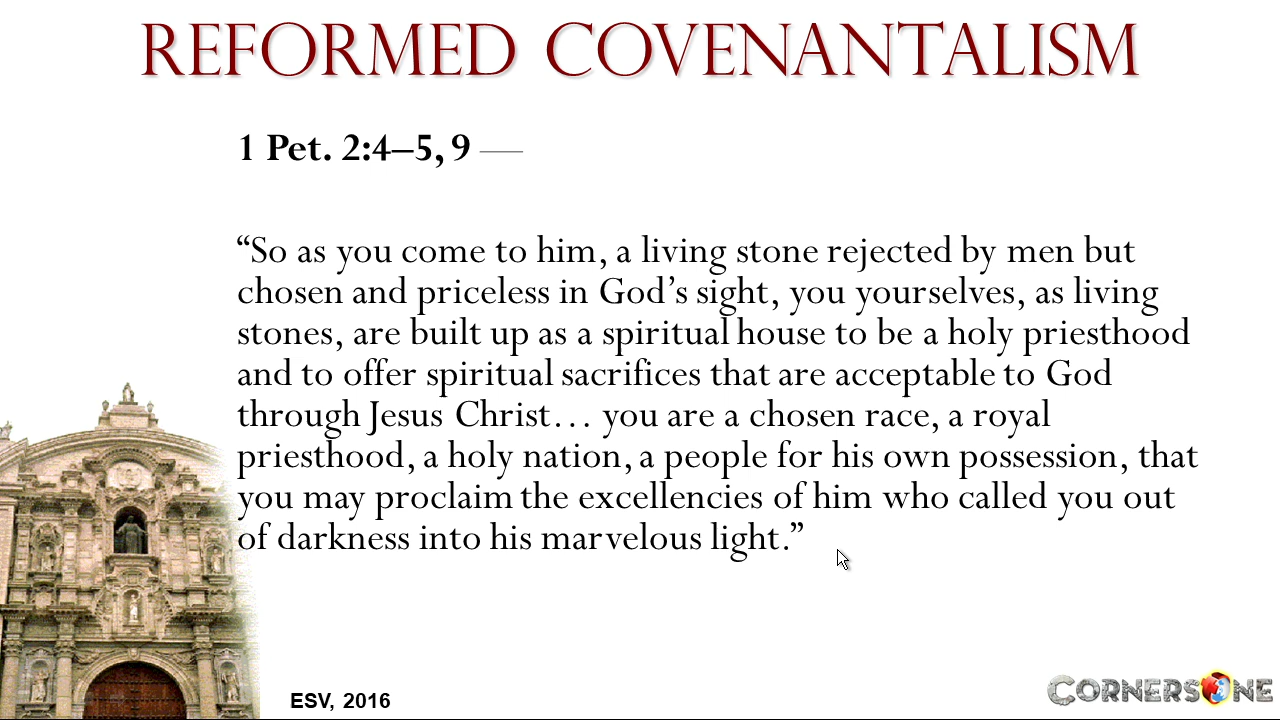 REFORMED COVENANTALISM
1 Pet. 2:4–5, 9 —
“So as you come to him, a living stone rejected by men but
chosen and priceless in God’s sight, you yourselves, as living
stones, are built up as a spiritual house to be a holy priesthood
and to offer spiritual sacrifices that are acceptable to God
through Jesus Christ… you are a chosen race, a royal
priesthood, a holy nation, a people for his own possession, that
you may proclaim the excellencies of him who called you out
of darkness into his marvelous light.”
ESV, 2016
CORNERSONE